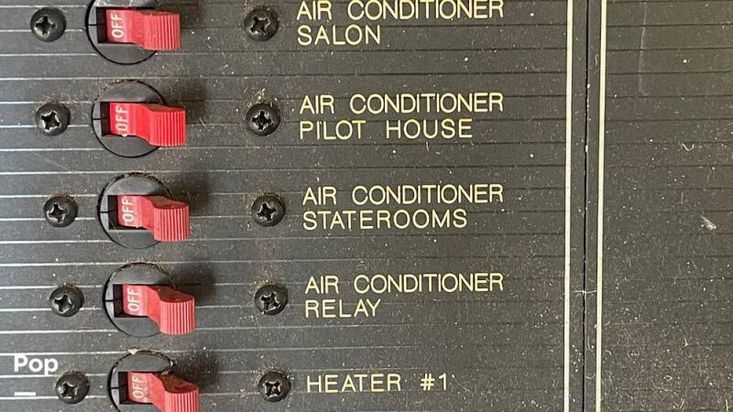 OFF
AIR CONDITIONER
SALON
OFF
AIR CONDITIONER
PILOT HOUSE
OFF
AIR CONDITIONER
STATEROOMS
OFF
AIR CONDITIONER
RELAY
Pop
OFF
HEATER #1